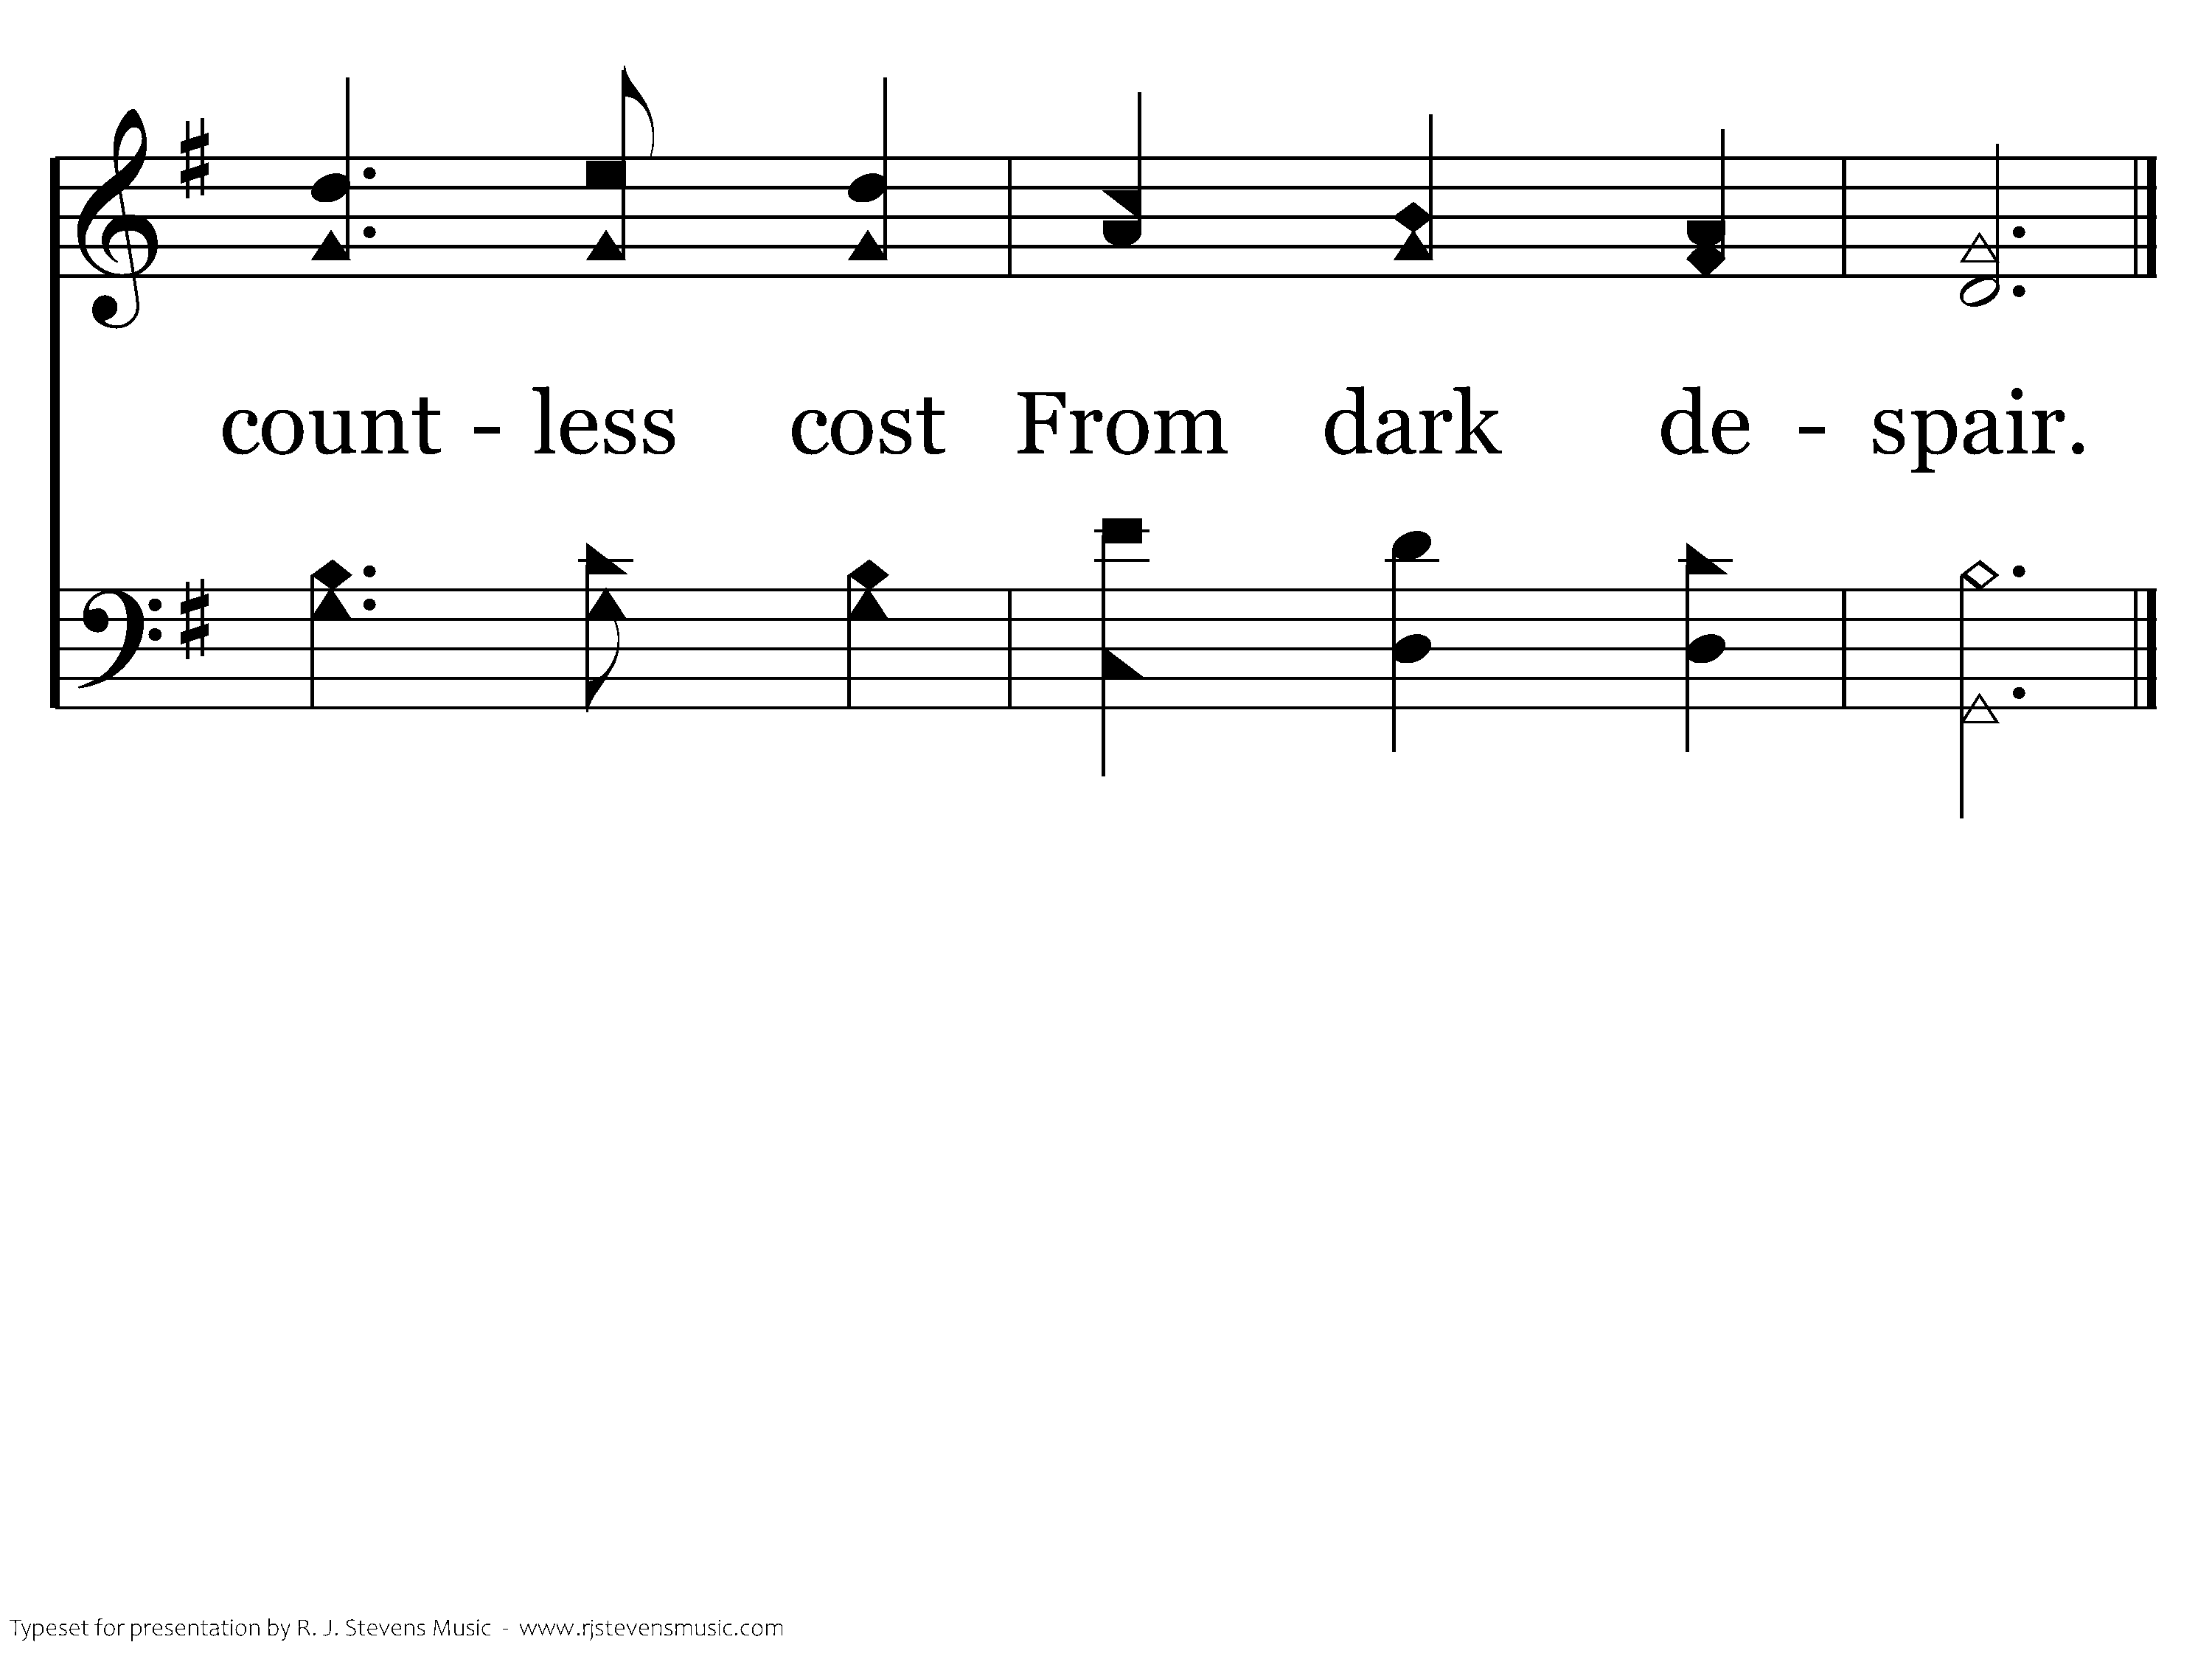 count - less cost From dark de - spair.
Typeset for presentation by R. J. Stevens Music - www.rjstevensmusic.com